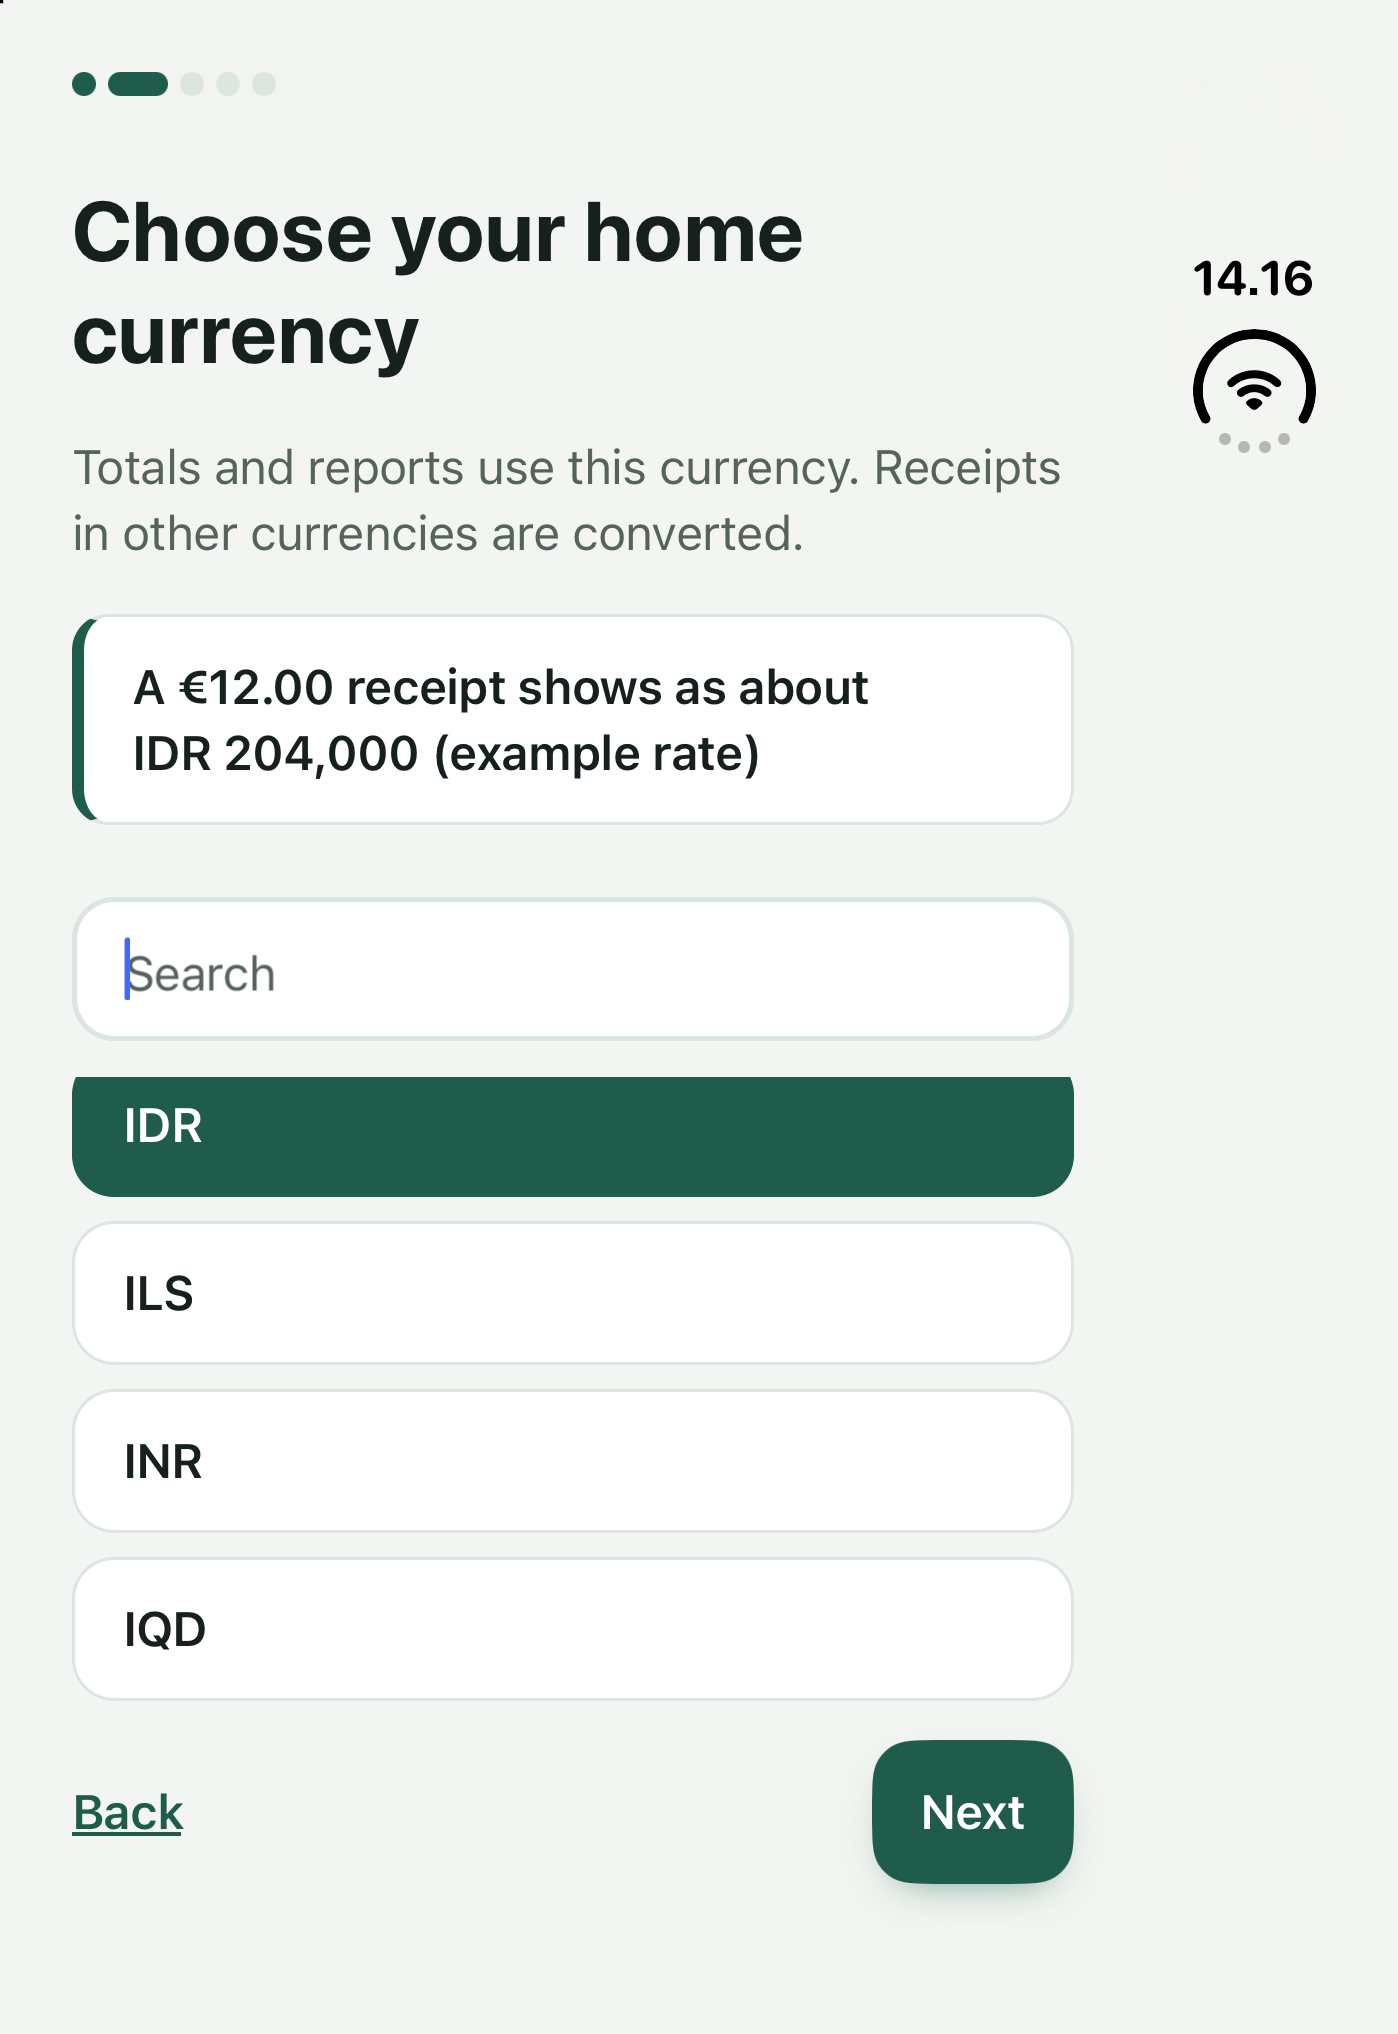 Choose your home
currency
14.16
Totals and reports use this currency. Receipts
in other currencies are converted.
A €12.00 receipt shows as about
IDR 204,000 (example rate)
Search
IDR
ILS
INR
IQD
Back
Next